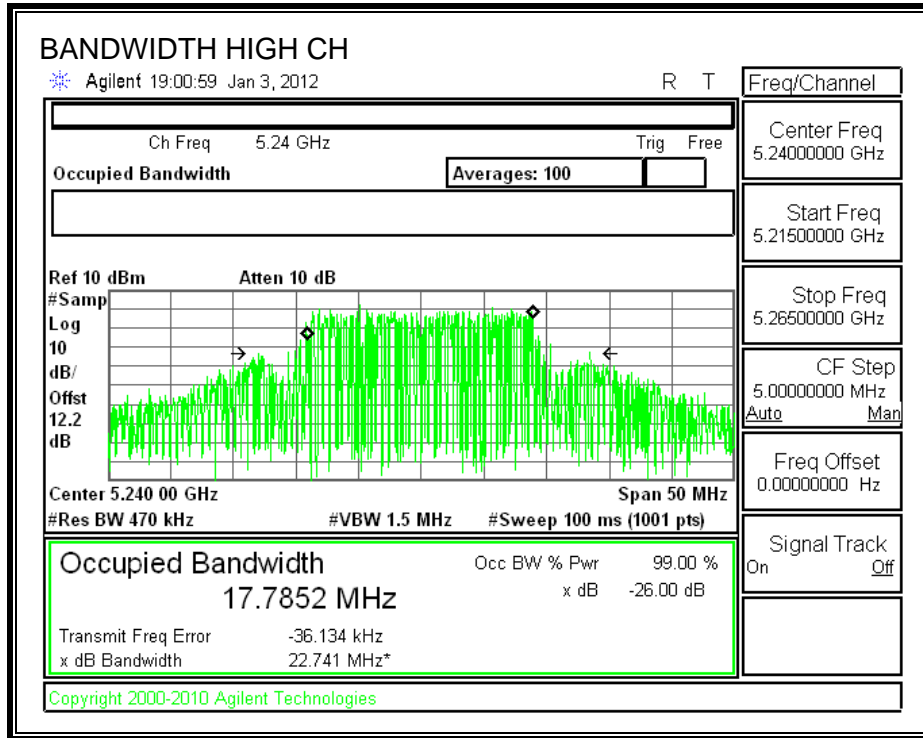 BANDWIDTH HIGH CH
Agilent 19:00:59 Jan 3, 2012 R T
Freq/Channel
Ch Freq 5.24 GHz Trig Free
Occupied Bandwidth Averages: 100
Center Freq
5.24000000 GHz
Start Freq
5.21500000 GHz
Stop Freq
5.26500000 GHz
CF Step
5.00000000 MHz
Auto Man
Freq Offset
0.00000000 Hz
Signal Track
On Off
Ref 10 dBm Atten 10 dB
#Samp
Log
10
dB/
Offst
12.2
dB
Center 5.240 00 GHz Span 50 MHz
#Res BW 470 kHz #VBW 1.5 MHz #Sweep 100 ms (1001 pts)
Occupied Bandwidth Occ BW % Pwr 99.00 %
17.7852 MHz x dB -26.00 dB
Transmit Freq Error -36.134 kHz
x dB Bandwidth 22.741 MHz*
Copyright 2000-2010 Agilent Technologies